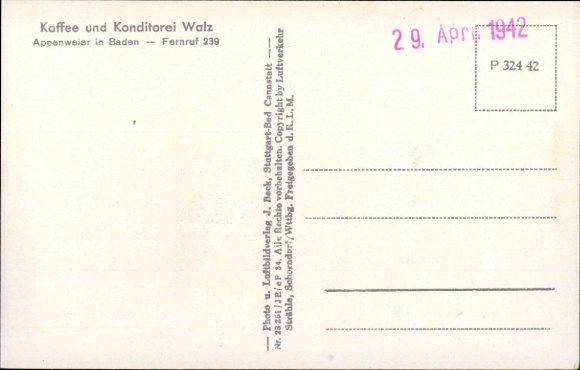 Kaffee und Konditorei Walz
Appenweier in Baden — Fernruf 239
29. April 1942
P 324 42
— Photo u. Luftbildverlag J. Beck, Stuttgart-Bad Cannstatt —
Nr. 23 251/JE/eF 34. Alle Rechte vorbehalten. Copyright by Luftverkehr
Strähle, Schorndorf/Wttbg. Freigegeben d. R. L. M.